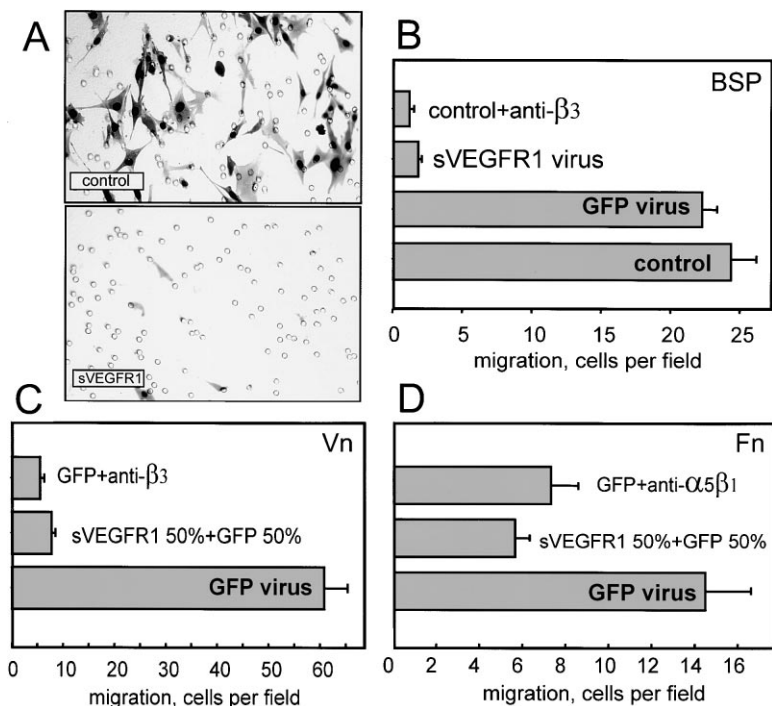 A
control
sVEGFR1
B
BSP
control+anti-β3
sVEGFR1 virus
GFP virus
control
0 5 10 15 20 25
migration, cells per field
C
Vn
GFP+anti-β3
sVEGFR1 50%+GFP 50%
GFP virus
0 10 20 30 40 50 60
migration, cells per field
D
Fn
GFP+anti-α5β1
sVEGFR1 50%+GFP 50%
GFP virus
0 2 4 6 8 10 12 14 16
migration, cells per field